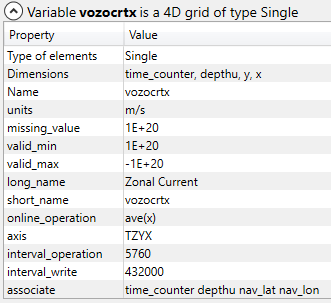 Variable vozocrtx is a 4D grid of type Single
Property Value
Type of elements Single
Dimensions time_counter, depthu, y, x
Name vozocrtx
units m/s
missing_value 1E+20
valid_min 1E+20
valid_max -1E+20
long_name Zonal Current
short_name vozocrtx
online_operation ave(x)
axis TZYX
interval_operation 5760
interval_write 432000
associate time_counter depthu nav_lat nav_lon